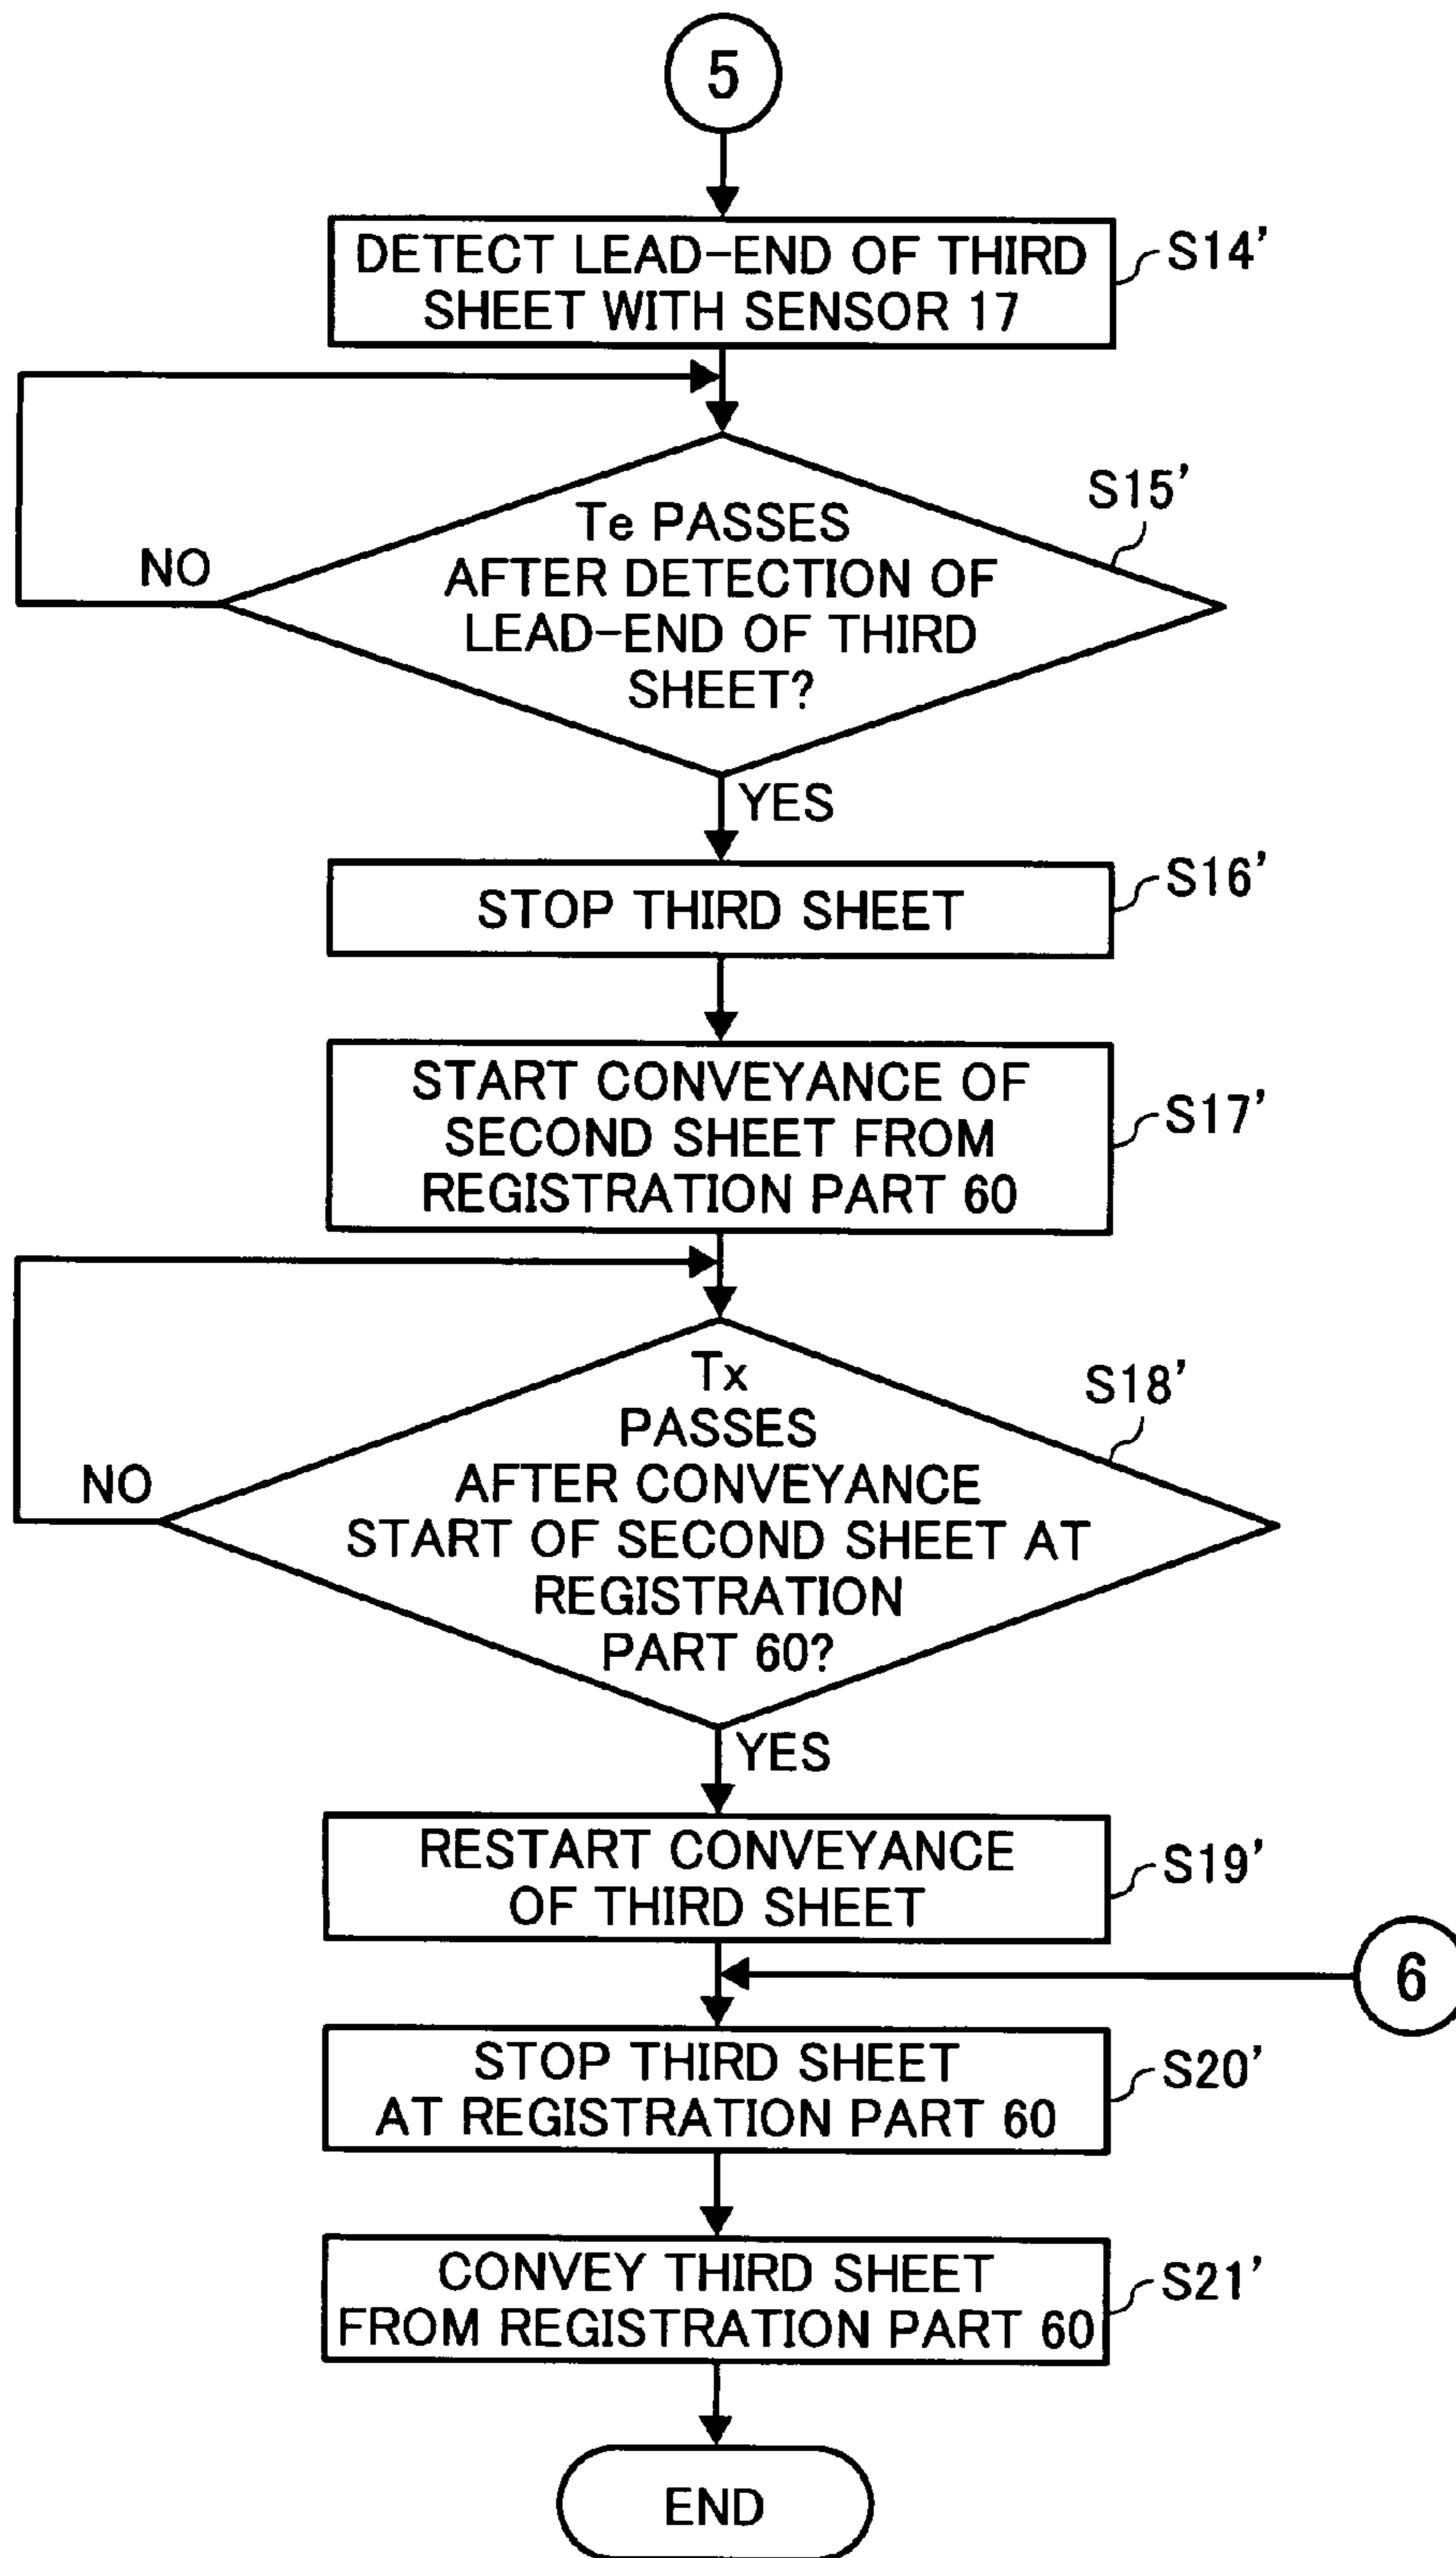 5
DETECT LEAD-END OF THIRD
SHEET WITH SENSOR 17
S14'
Te PASSES
AFTER DETECTION OF
LEAD-END OF THIRD
SHEET?
S15'
NO
YES
STOP THIRD SHEET
S16'
START CONVEYANCE OF
SECOND SHEET FROM
REGISTRATION PART 60
S17'
Tx
PASSES
AFTER CONVEYANCE
START OF SECOND SHEET AT
REGISTRATION
PART 60?
S18'
NO
YES
RESTART CONVEYANCE
OF THIRD SHEET
S19'
6
STOP THIRD SHEET
AT REGISTRATION PART 60
S20'
CONVEY THIRD SHEET
FROM REGISTRATION PART 60
S21'
END